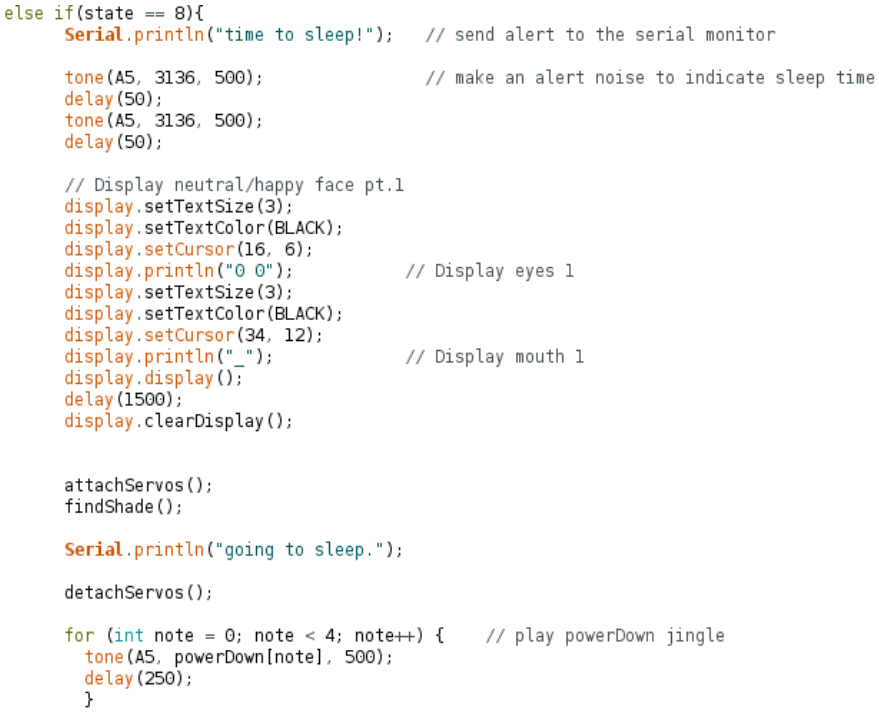 else if(state == 8){
Serial.println("time to sleep!");   // send alert to the serial monitor
tone(A5, 3136, 500);                // make an alert noise to indicate sleep time
delay(50);
tone(A5, 3136, 500);
delay(50);
// Display neutral/happy face pt.1
display.setTextSize(3);
display.setTextColor(BLACK);
display.setCursor(16, 6);
display.println("0 0");           // Display eyes 1
display.setTextSize(3);
display.setTextColor(BLACK);
display.setCursor(34, 12);
display.println("_");             // Display mouth 1
display.display();
delay(1500);
display.clearDisplay();
attachServos();
findShade();
Serial.println("going to sleep.");
detachServos();
for (int note = 0; note < 4; note++) {    // play powerDown jingle
tone(A5, powerDown[note], 500);
delay(250);
}